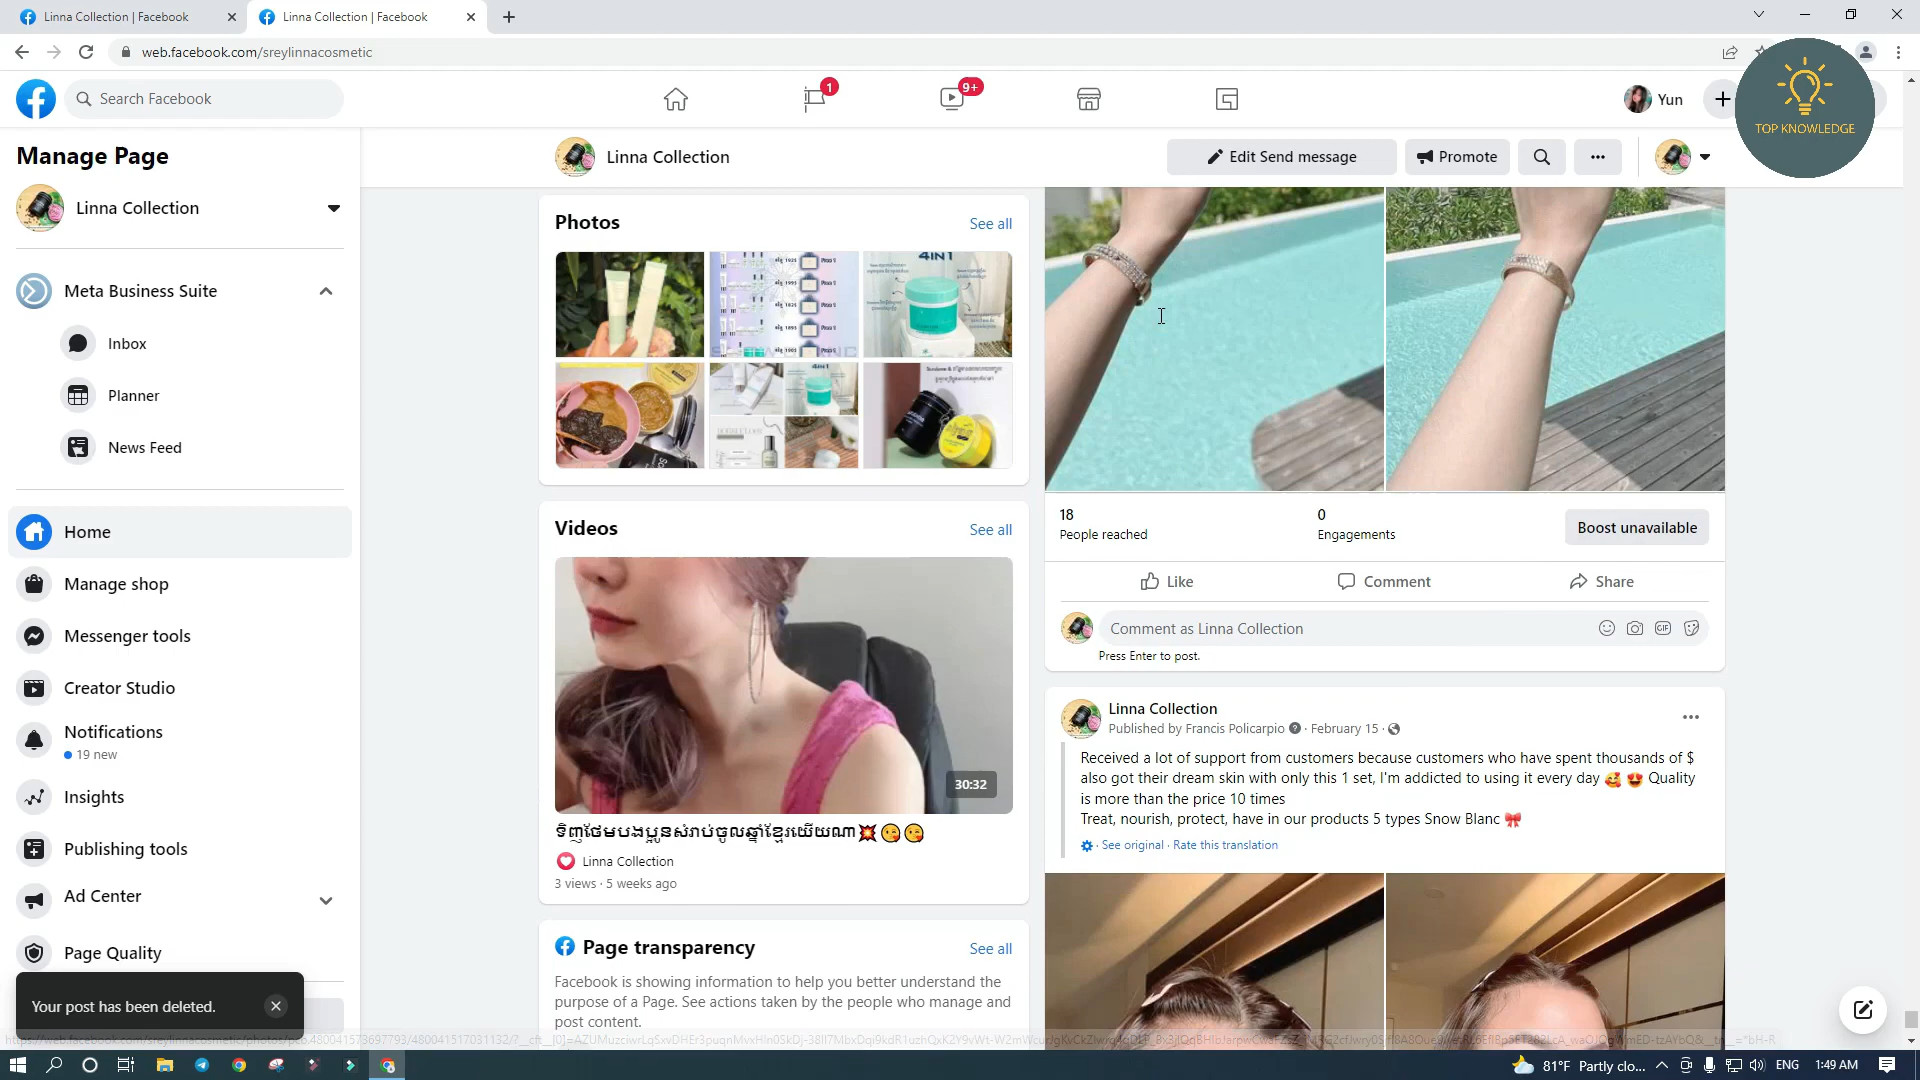 Linna Collection | Facebook
Linna Collection | Facebook
web.facebook.com/sreylinnacosmetic
Search Facebook
1
9+
Yun
TOP KNOWLEDGE
Manage Page
Linna Collection
Meta Business Suite
Inbox
Planner
News Feed
Home
Manage shop
Messenger tools
Creator Studio
Notifications
19 new
Insights
Publishing tools
Ad Center
Page Quality
Your post has been deleted.
Linna Collection
Edit Send message
Promote
Photos
See all
4IN1
4IN1
Videos
See all
30:32
ទិញថែមបងប្អូនសំរាប់ចូលឆ្នាំខ្មែរយើយណា💥😘😘
Linna Collection
3 views · 5 weeks ago
Page transparency
See all
Facebook is showing information to help you better understand the
purpose of a Page. See actions taken by the people who manage and
post content.
18
People reached
0
Engagements
Boost unavailable
Like
Comment
Share
Comment as Linna Collection
GIF
Press Enter to post.
Linna Collection
Published by Francis Policarpio · February 15 ·
Received a lot of support from customers because customers who have spent thousands of $
also got their dream skin with only this 1 set, I'm addicted to using it every day 🥰 😍 Quality
is more than the price 10 times
Treat, nourish, protect, have in our products 5 types Snow Blanc 🎀
· See original · Rate this translation
81°F Partly clo...
ENG
1:49 AM